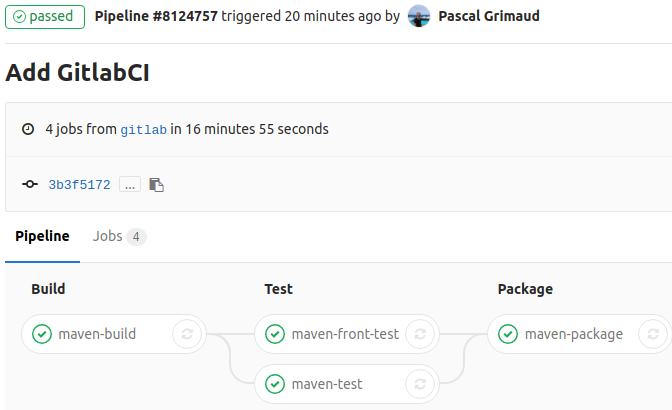 passed Pipeline #8124757 triggered 20 minutes ago by Pascal Grimaud
Add GitlabCI
4 jobs from gitlab in 16 minutes 55 seconds
3b3f5172 ...
Pipeline Jobs 4
Build Test Package
maven-build maven-front-test maven-package
maven-test